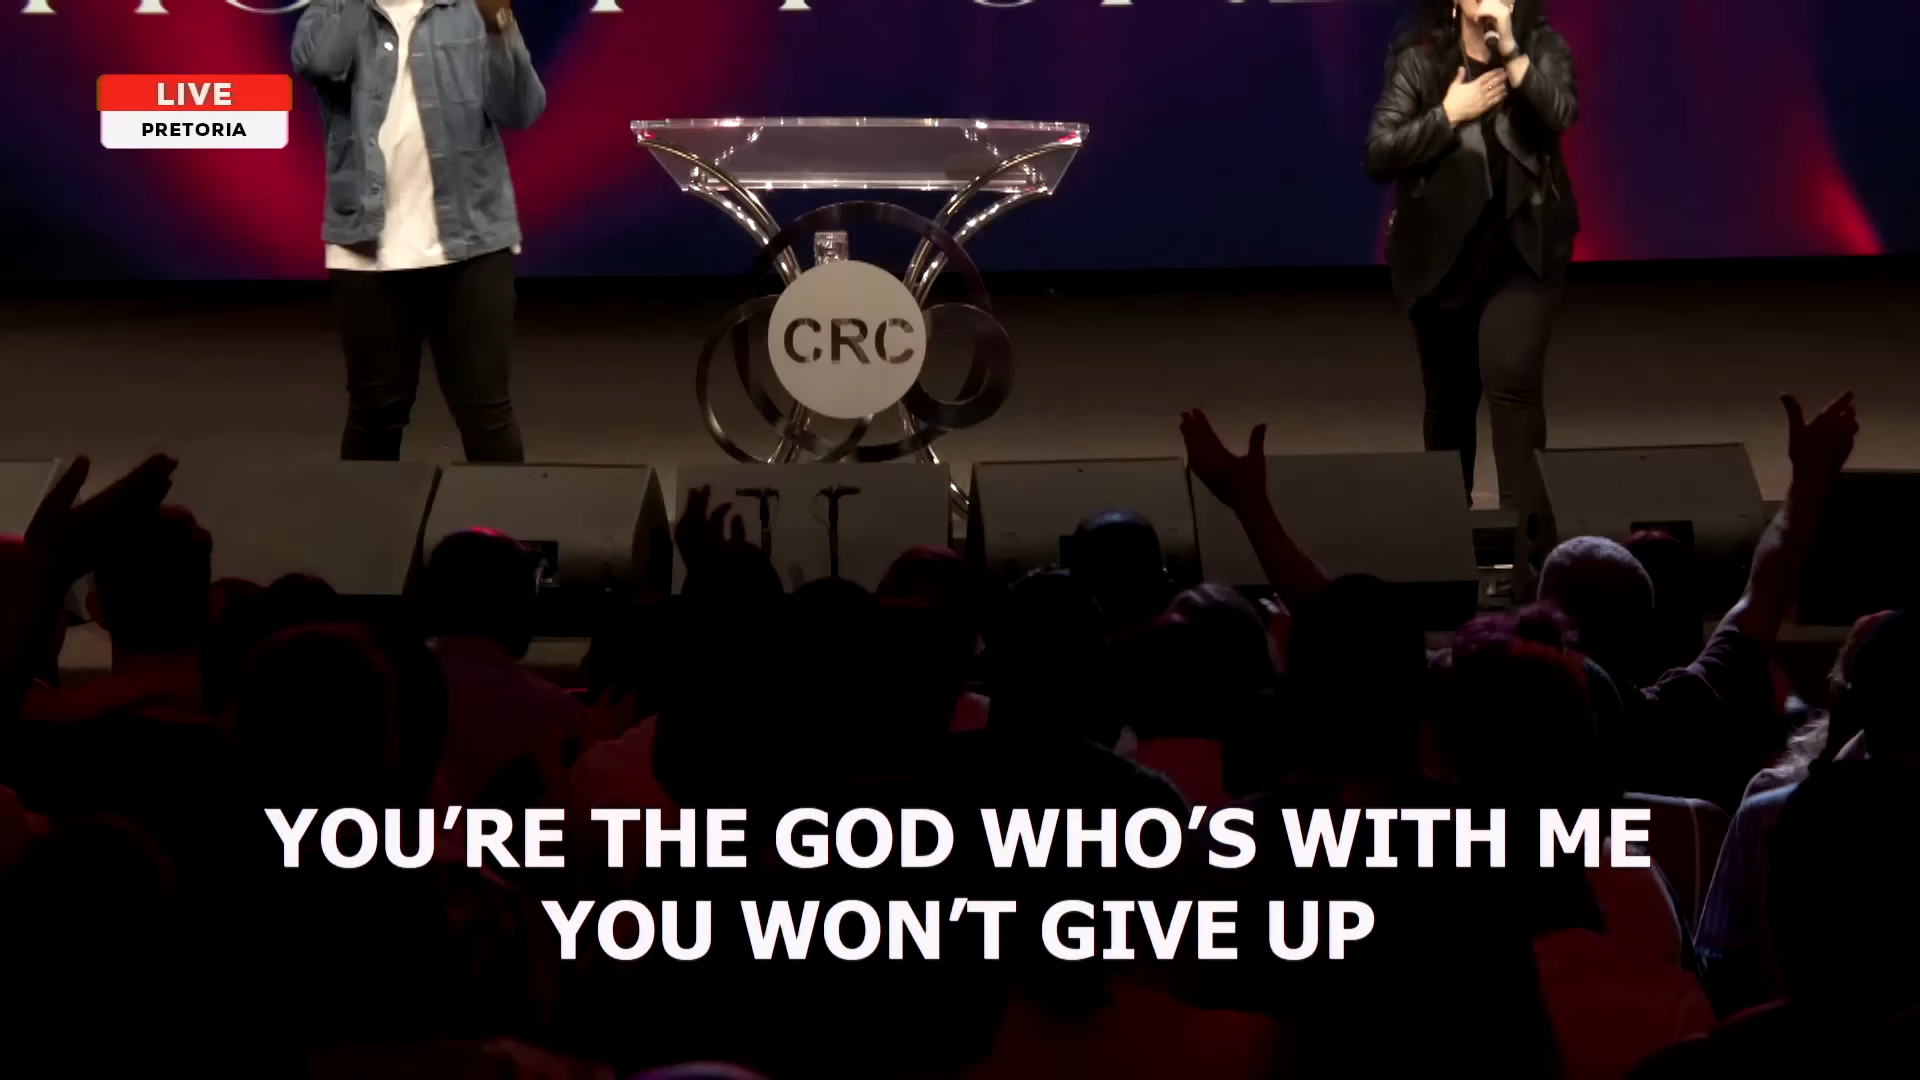 LIVE
PRETORIA
CRC
YOU'RE THE GOD WHO'S WITH ME
YOU WON'T GIVE UP